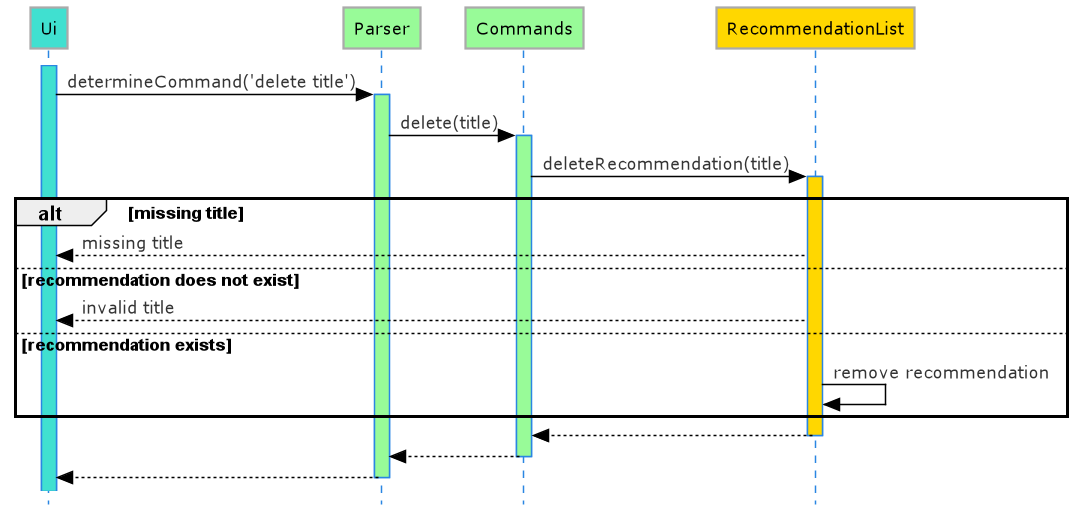 Ui
Parser
Commands
RecommendationList
determineCommand('delete title')
delete(title)
deleteRecommendation(title)
alt
[missing title]
missing title
[recommendation does not exist]
invalid title
[recommendation exists]
remove recommendation